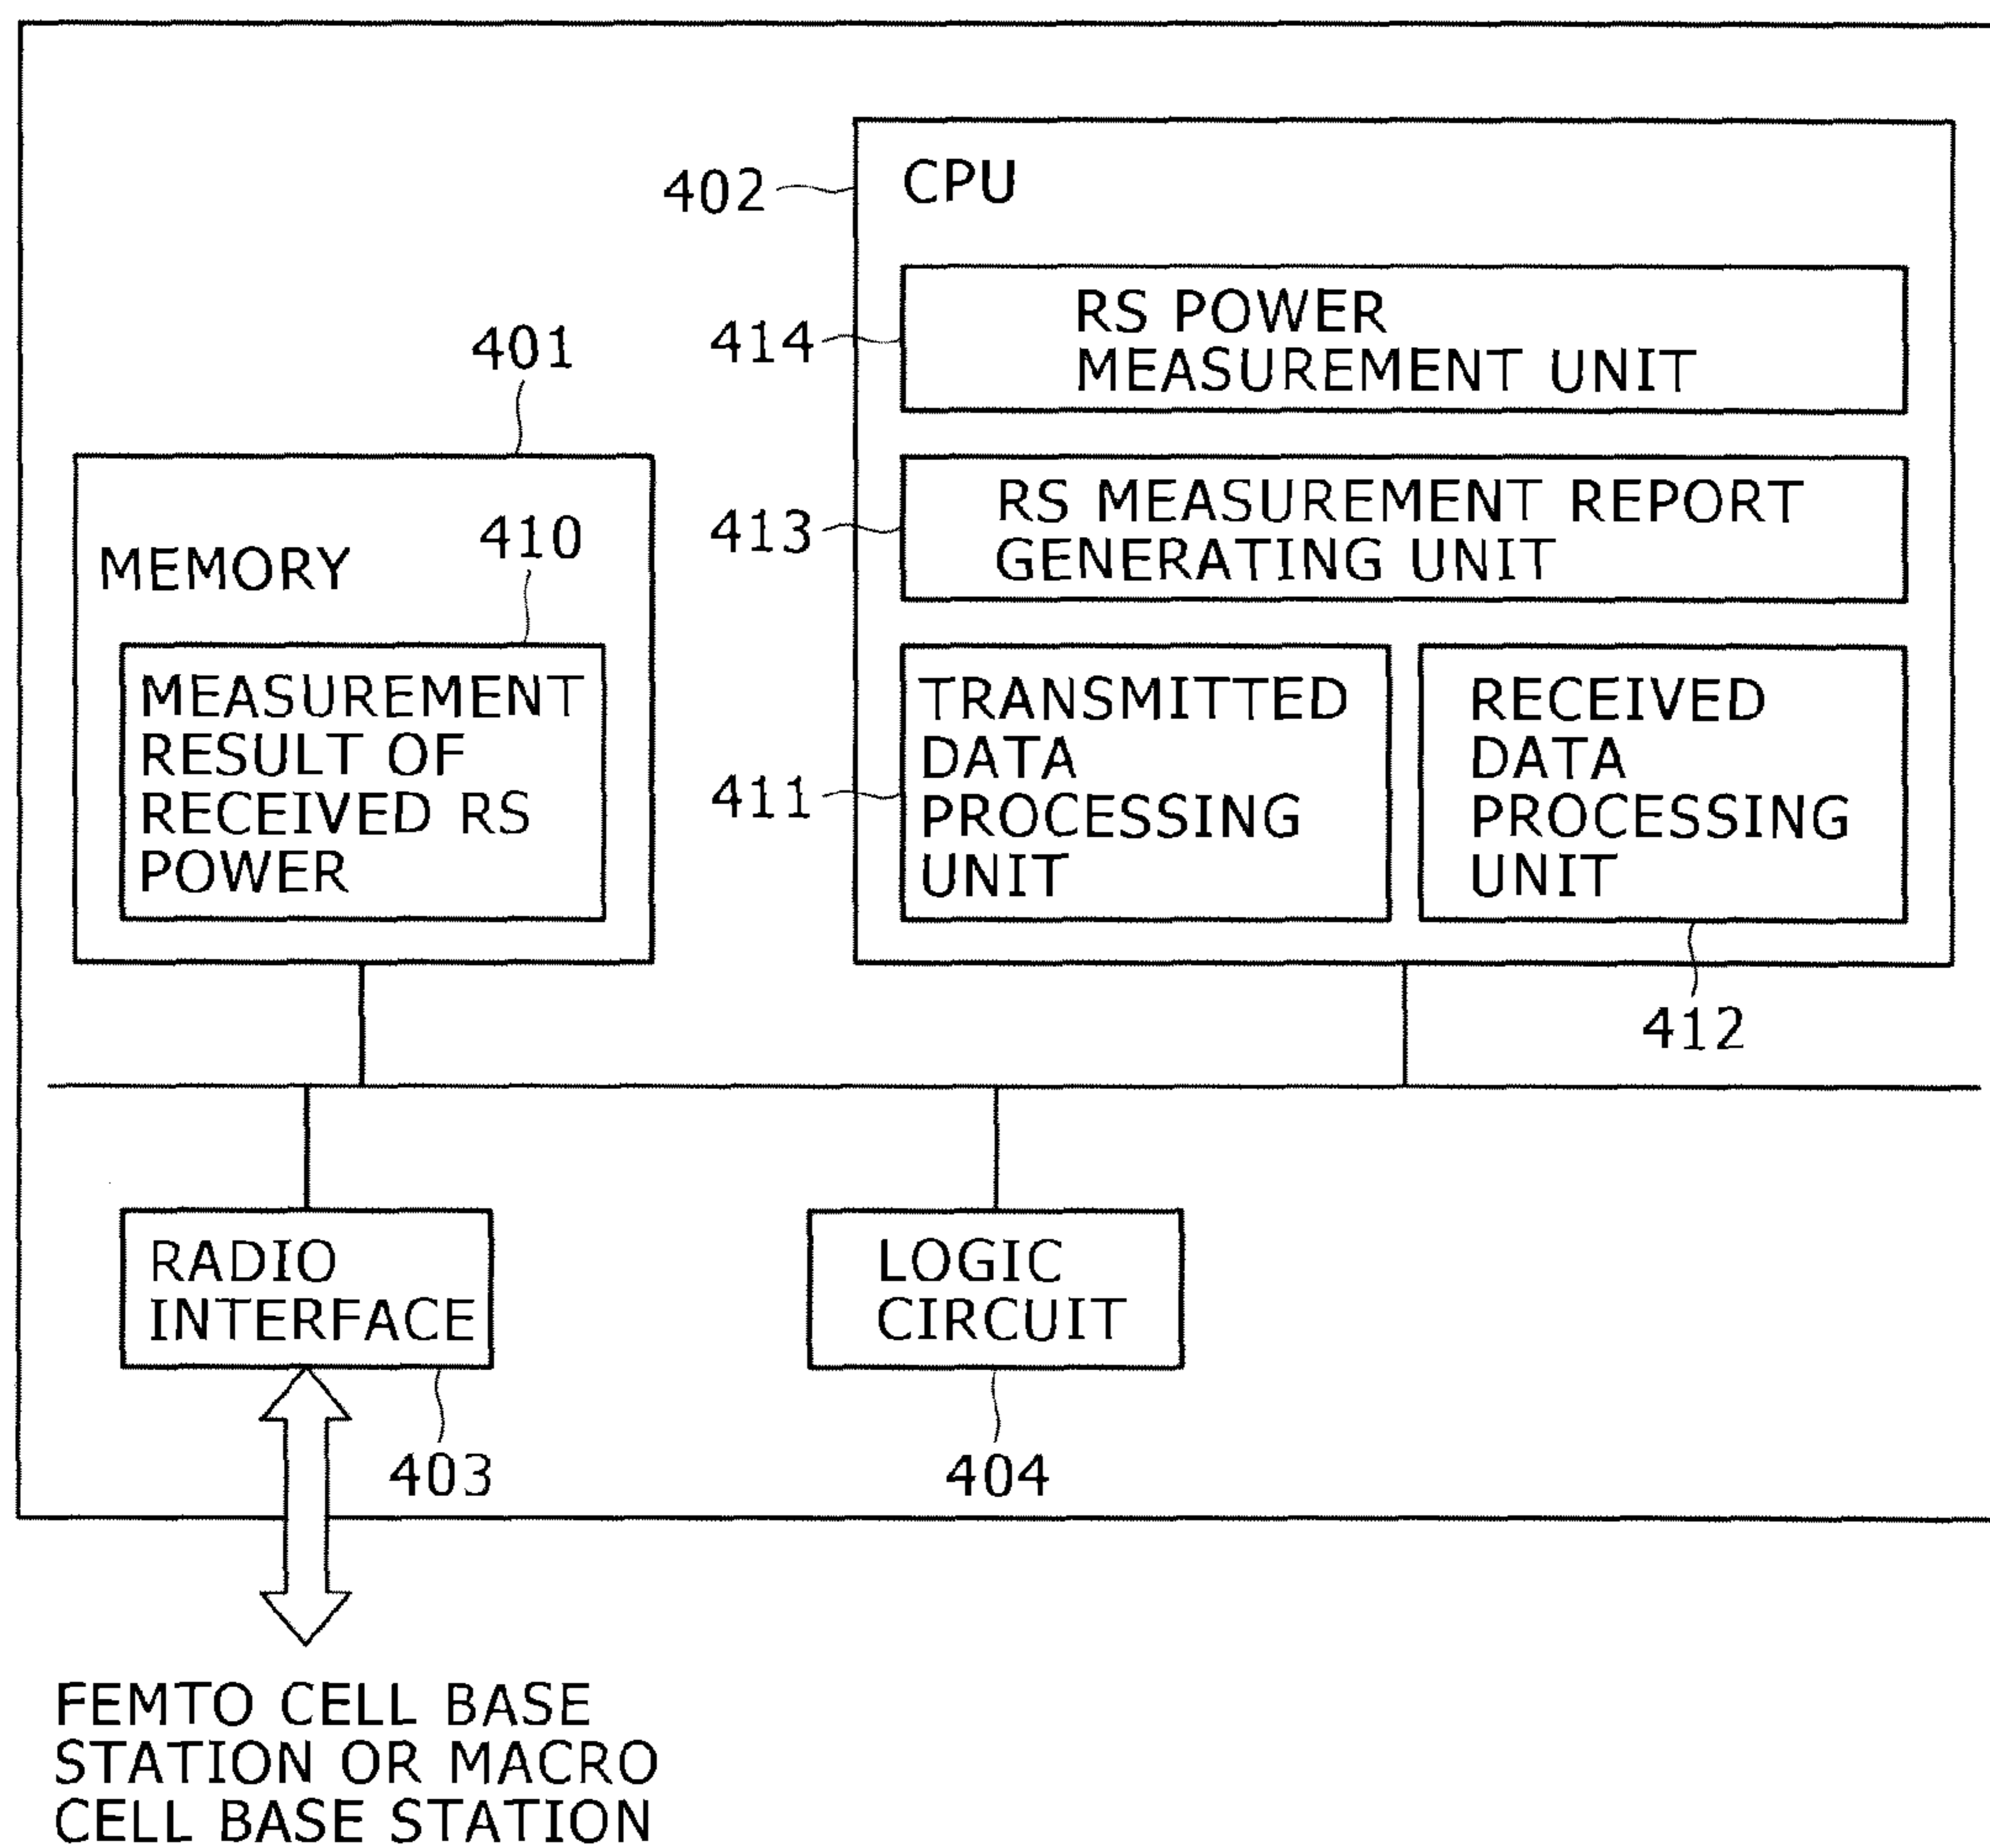 402
CPU
414
RS POWER
MEASUREMENT UNIT
401
413
RS MEASUREMENT REPORT
GENERATING UNIT
MEMORY
410
MEASUREMENT
RESULT OF
RECEIVED RS
POWER
411
TRANSMITTED
DATA
PROCESSING
UNIT
RECEIVED
DATA
PROCESSING
UNIT
412
RADIO
INTERFACE
403
LOGIC
CIRCUIT
404
FEMTO CELL BASE
STATION OR MACRO
CELL BASE STATION